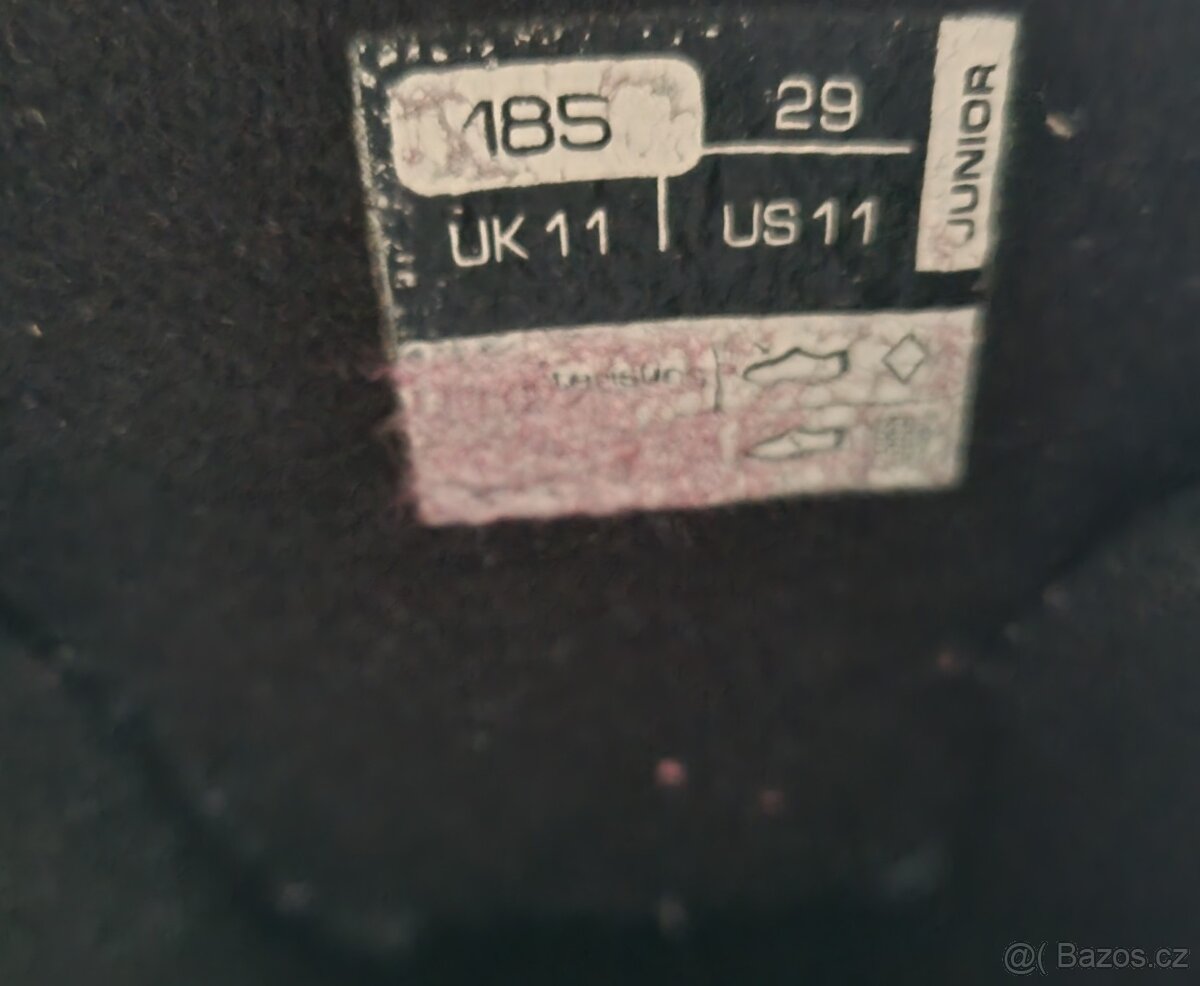 185 29
UK 11 US 11
JUNIOR
@( Bazos.cz